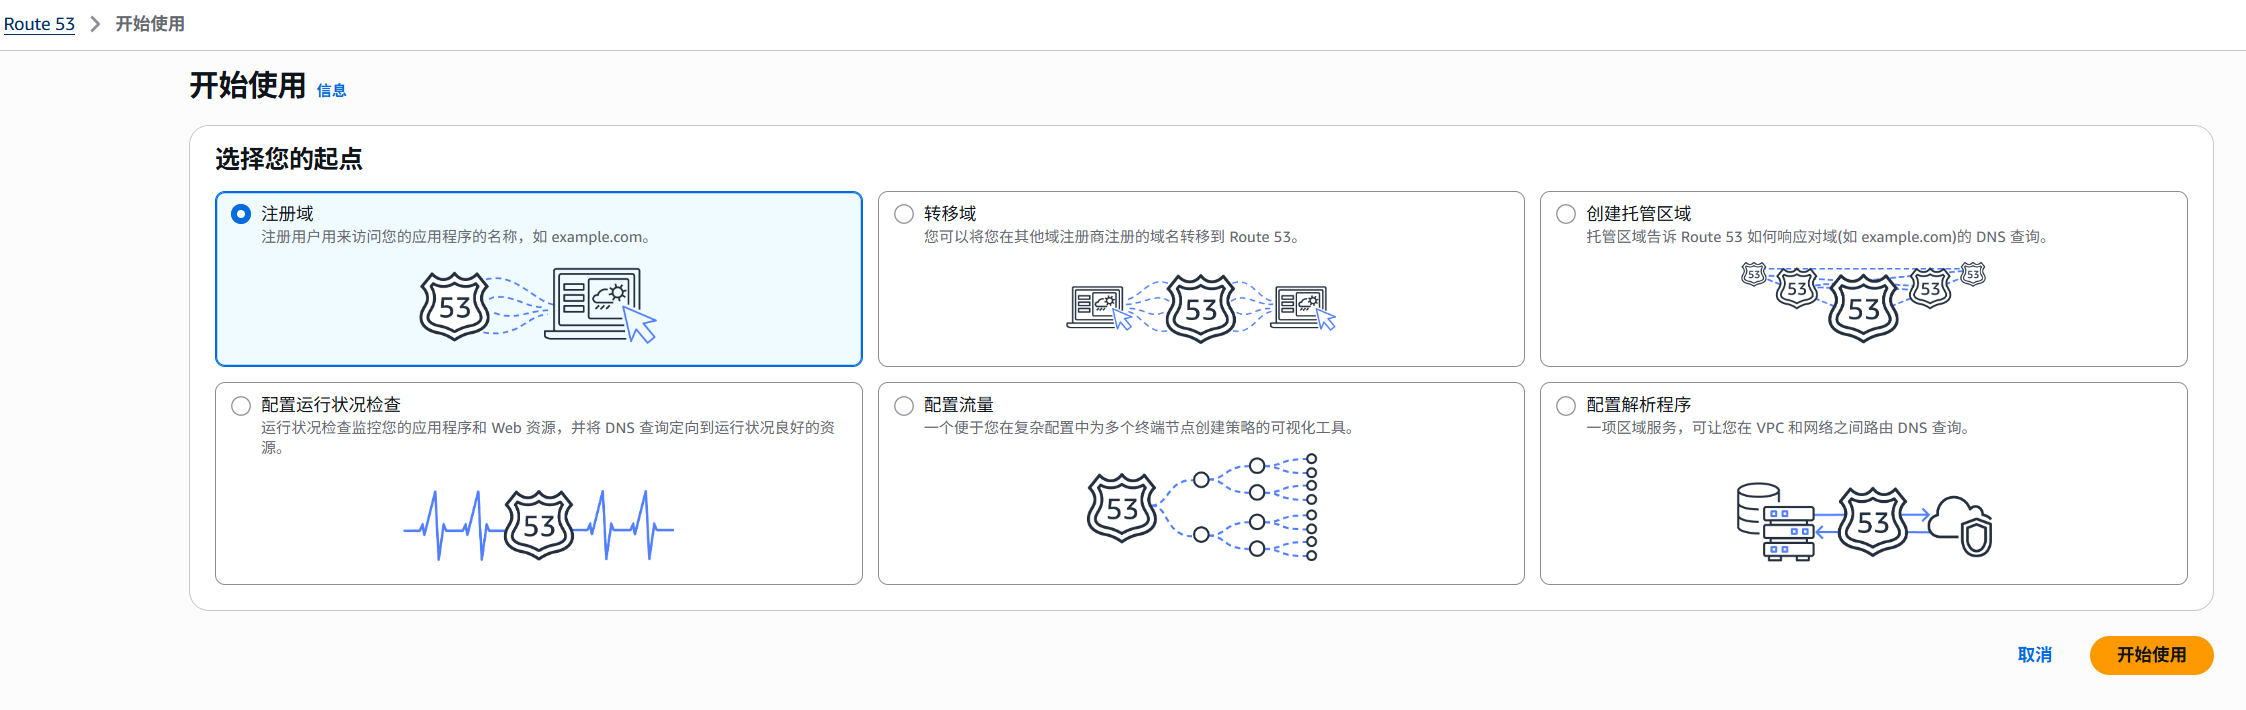 Route 53 > 开始使用
开始使用 信息
选择您的起点
注册域
注册用户用来访问您的应用程序的名称，如 example.com。
53
转移域
您可以将您在其他域注册商注册的域名转移到 Route 53。
53
创建托管区域
托管区域告诉 Route 53 如何响应对域(如 example.com)的 DNS 查询。
53 53 53 53 53
配置运行状况检查
运行状况检查监控您的应用程序和 Web 资源，并将 DNS 查询定向到运行状况良好的资
源。
53
配置流量
一个便于您在复杂配置中为多个终端节点创建策略的可视化工具。
53
配置解析程序
一项区域服务，可让您在 VPC 和网络之间路由 DNS 查询。
53
取消 开始使用